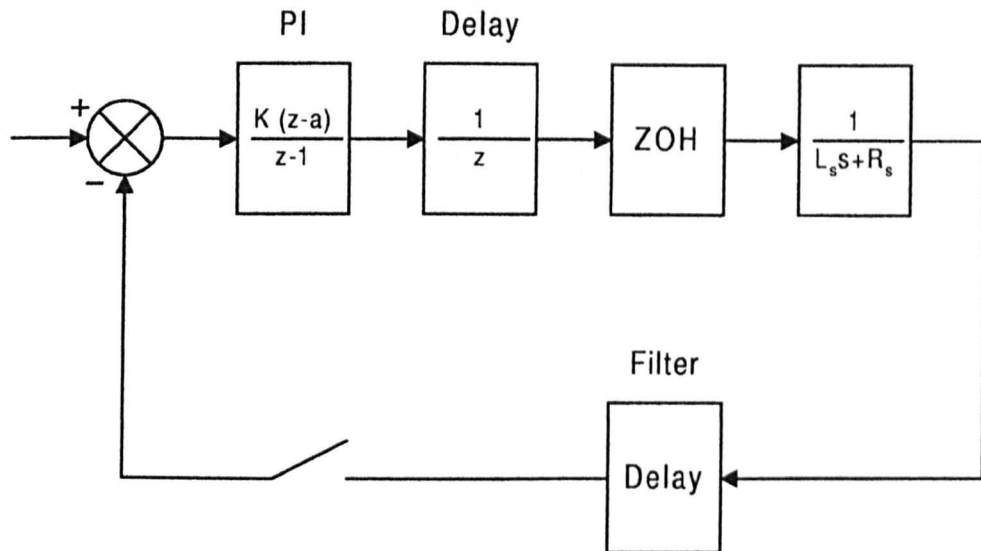 PI
Delay
+
−
K (z-a)
z-1
1
z
ZOH
1
Lₛs+Rₛ
Filter
Delay